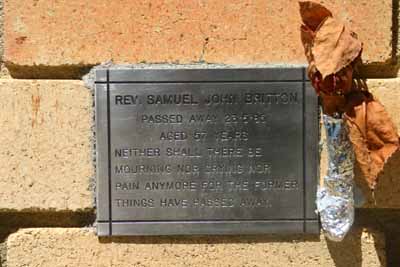 REV. SAMUEL JOHN BRITTON
PASSED AWAY 
AGED 57 YEARS
NEITHER SHALL THERE BE
MOURNING NOR CRYING NOR
PAIN ANYMORE FOR THE FORMER
THINGS HAVE PASSED AWAY.